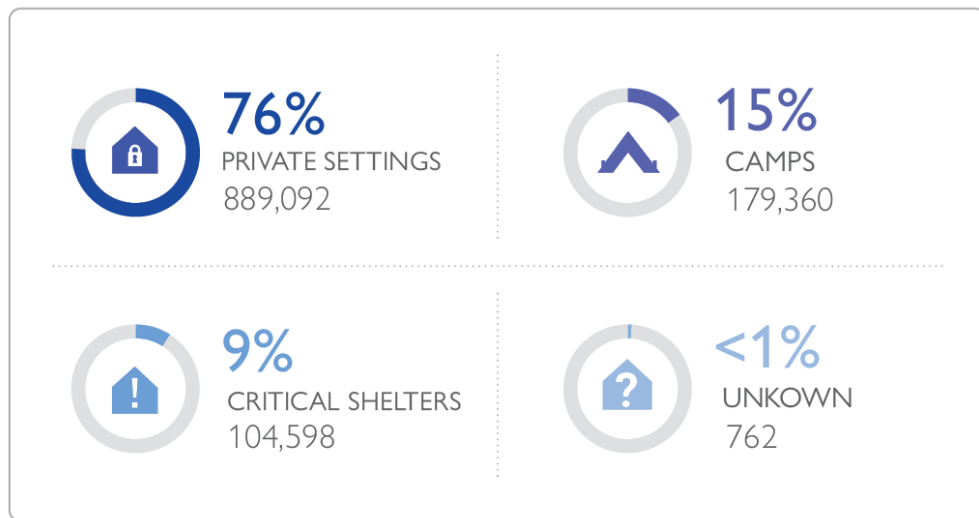 76%
PRIVATE SETTINGS
889,092
15%
CAMPS
179,360
!
9%
CRITICAL SHELTERS
104,598
?
<1%
UNKOWN
762